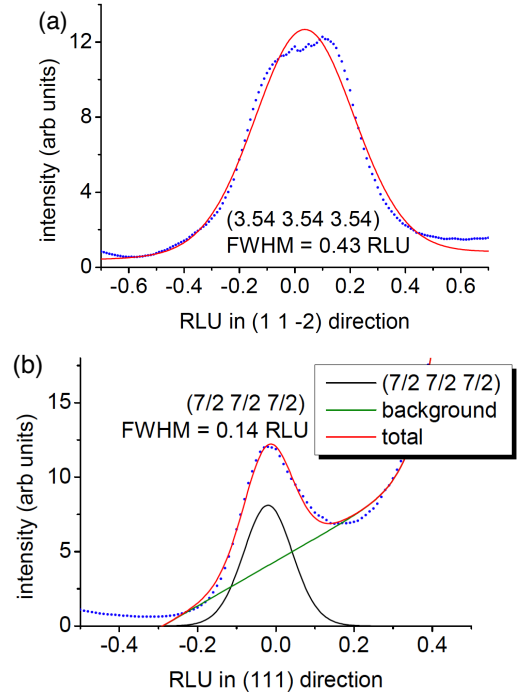 (a)
12
8
4
0
intensity (arb units)
(3.54 3.54 3.54)
FWHM = 0.43 RLU
-0.6 -0.4 -0.2 0.0 0.2 0.4 0.6
RLU in (1 1 -2) direction
(b)
15
10
5
0
intensity (arb units)
(7/2 7/2 7/2)
FWHM = 0.14 RLU
(7/2 7/2 7/2)
background
total
-0.4 -0.2 0.0 0.2 0.4
RLU in (111) direction